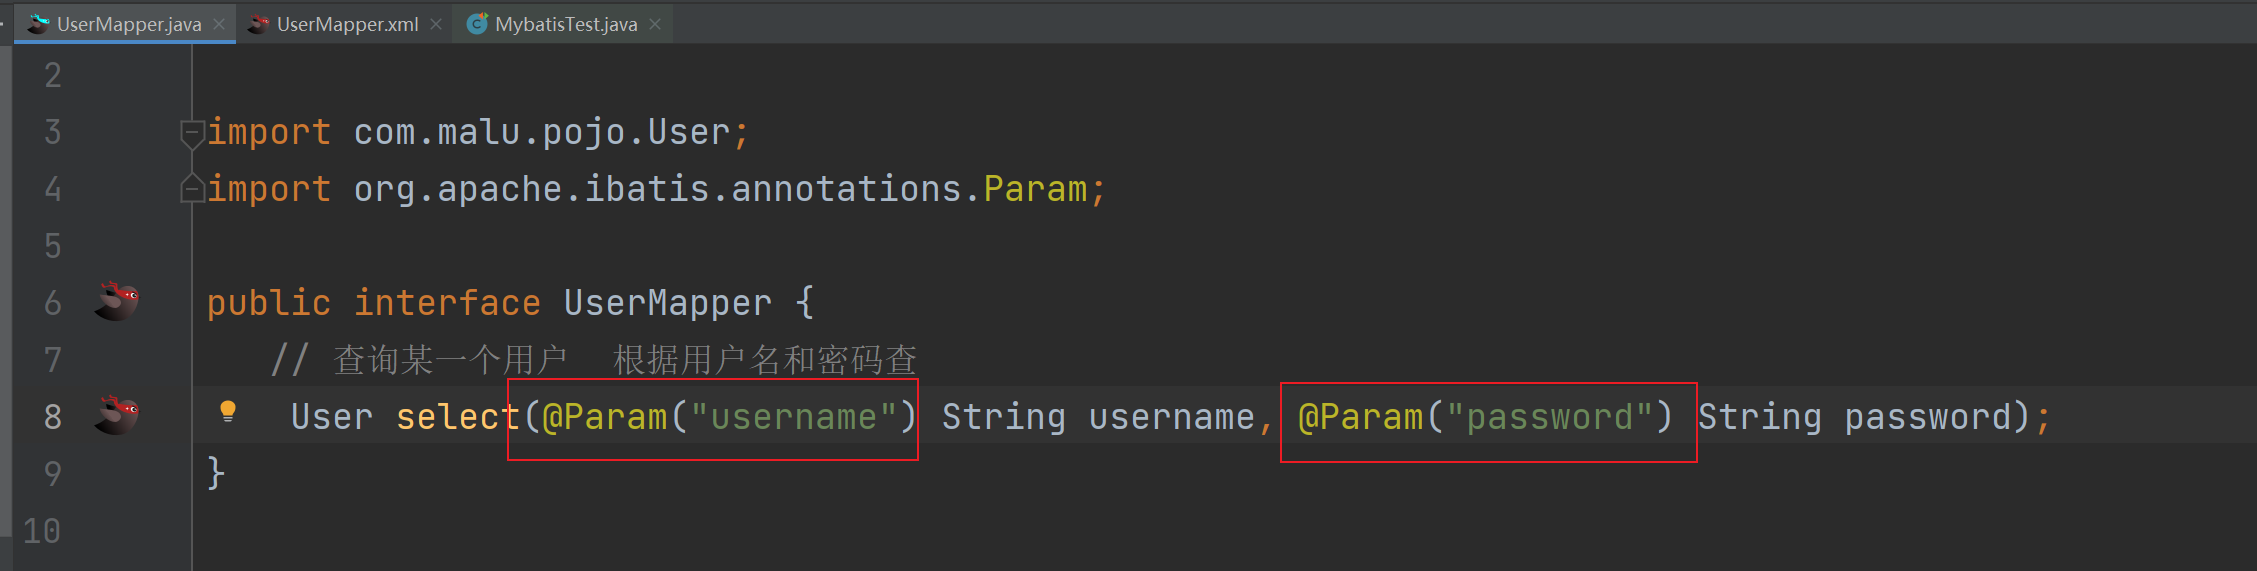 UserMapper.java UserMapper.xml MybatisTest.java
2
3 import com.malu.pojo.User;
4 import org.apache.ibatis.annotations.Param;
5
6 public interface UserMapper {
7 // 查询某一个用户  根据用户名和密码查
8 User select(@Param("username") String username, @Param("password") String password);
9 }
10